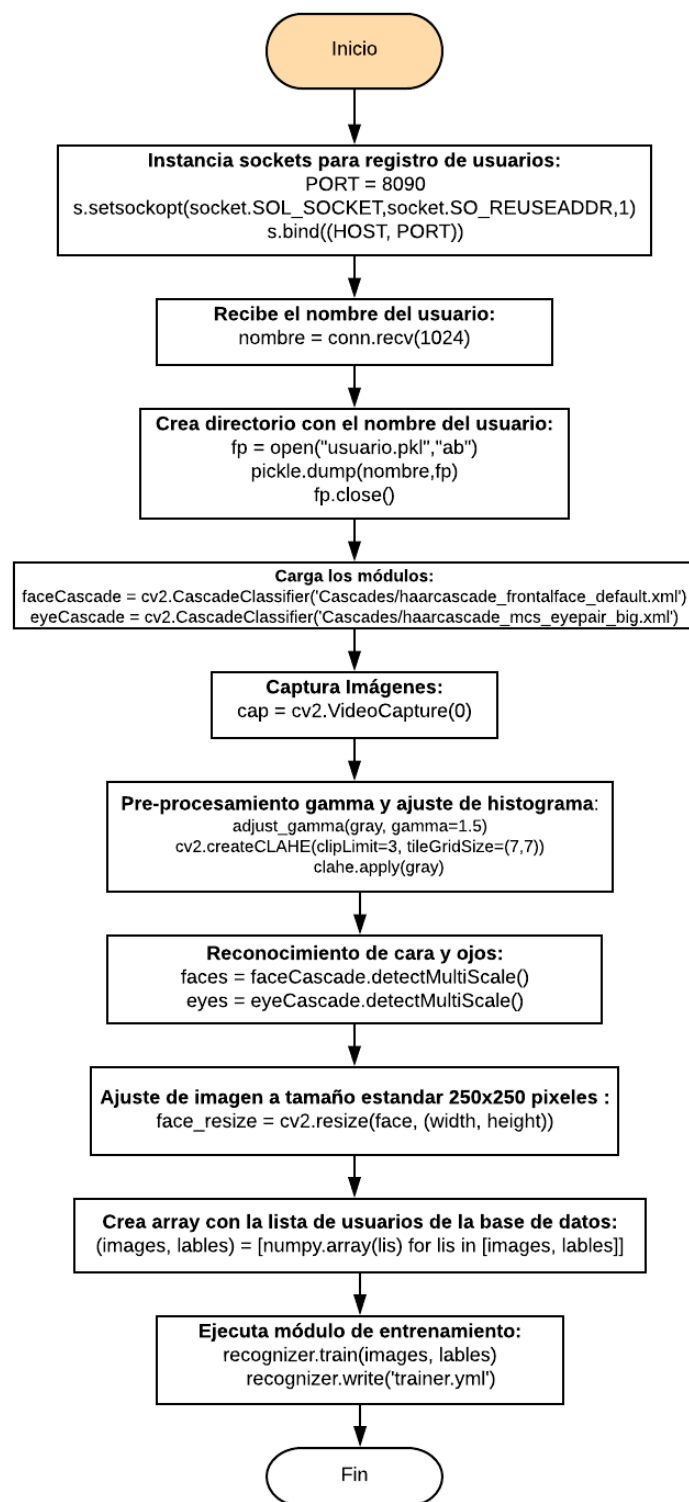 Inicio
Instancia sockets para registro de usuarios:
PORT = 8090
s.setsockopt(socket.SOL_SOCKET,socket.SO_REUSEADDR,1)
s.bind((HOST, PORT))
Recibe el nombre del usuario:
nombre = conn.recv(1024)
Crea directorio con el nombre del usuario:
fp = open("usuario.pkl","ab")
pickle.dump(nombre,fp)
fp.close()
Carga los módulos:
faceCascade = cv2.CascadeClassifier('Cascades/haarcascade_frontalface_default.xml')
eyeCascade = cv2.CascadeClassifier('Cascades/haarcascade_mcs_eyepair_big.xml')
Captura Imágenes:
cap = cv2.VideoCapture(0)
Pre-procesamiento gamma y ajuste de histograma:
adjust_gamma(gray, gamma=1.5)
cv2.createCLAHE(clipLimit=3, tileGridSize=(7,7))
clahe.apply(gray)
Reconocimiento de cara y ojos:
faces = faceCascade.detectMultiScale()
eyes = eyeCascade.detectMultiScale()
Ajuste de imagen a tamaño estandar 250x250 pixeles :
face_resize = cv2.resize(face, (width, height))
Crea array con la lista de usuarios de la base de datos:
(images, lables) = [numpy.array(lis) for lis in [images, lables]]
Ejecuta módulo de entrenamiento:
recognizer.train(images, lables)
recognizer.write('trainer.yml')
Fin